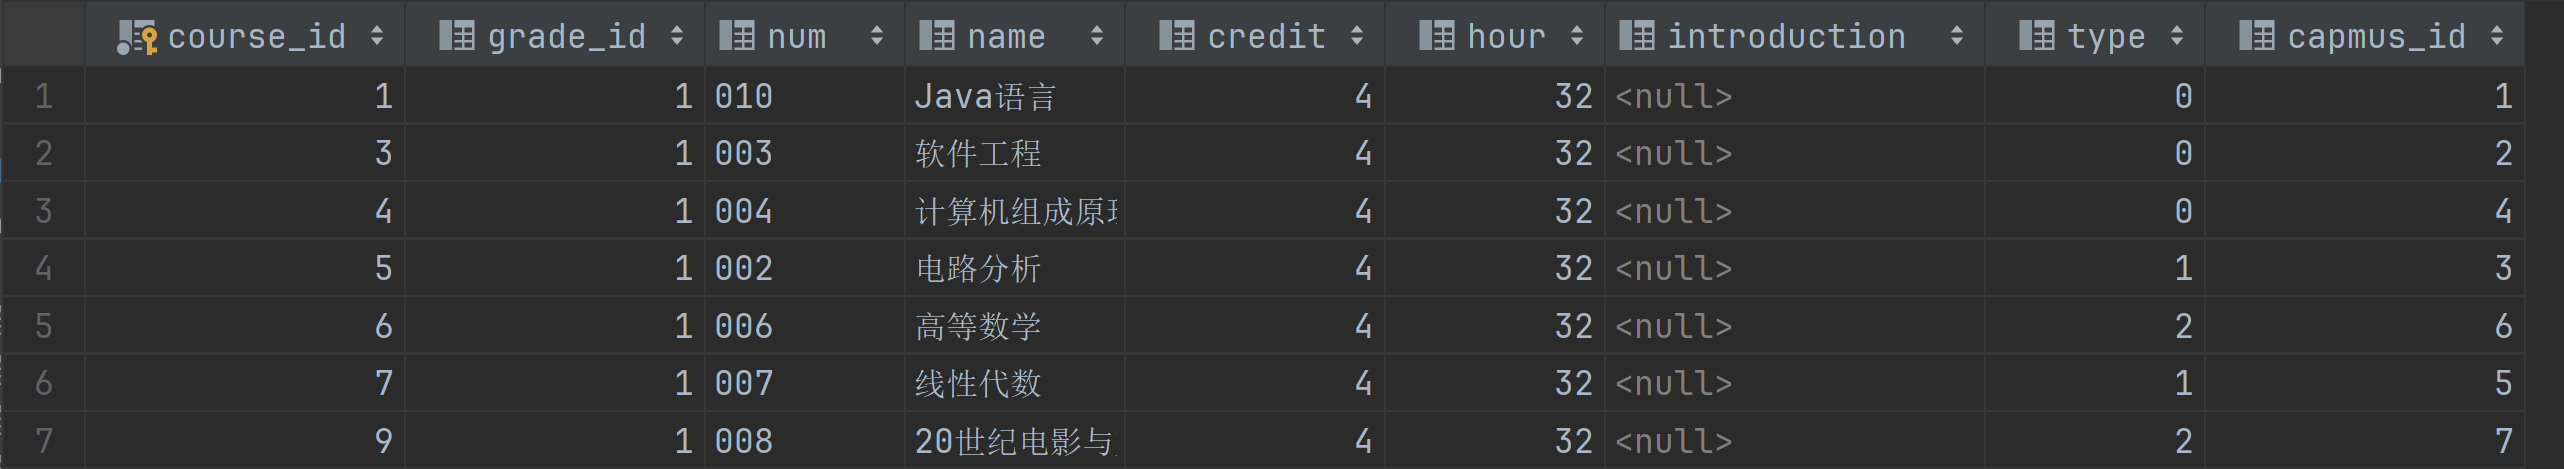 course_id grade_id num name credit hour introduction type capmus_id
1 1 1 010 Java语言 4 32 <null> 0 1
2 3 1 003 软件工程 4 32 <null> 0 2
3 4 1 004 计算机组成原 4 32 <null> 0 4
4 5 1 002 电路分析 4 32 <null> 1 3
5 6 1 006 高等数学 4 32 <null> 2 6
6 7 1 007 线性代数 4 32 <null> 1 5
7 9 1 008 20世纪电影与 4 32 <null> 2 7